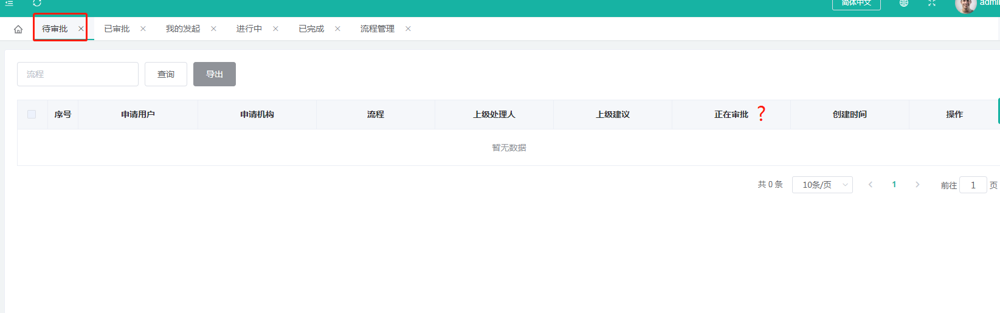 简体中文 admin
待审批 已审批 我的发起 进行中 已完成 流程管理
流程 查询 导出
序号 申请用户 申请机构 流程 上级处理人 上级建议 正在审批 ? 创建时间 操作
暂无数据
共 0 条 10条/页 1 前往 1 页